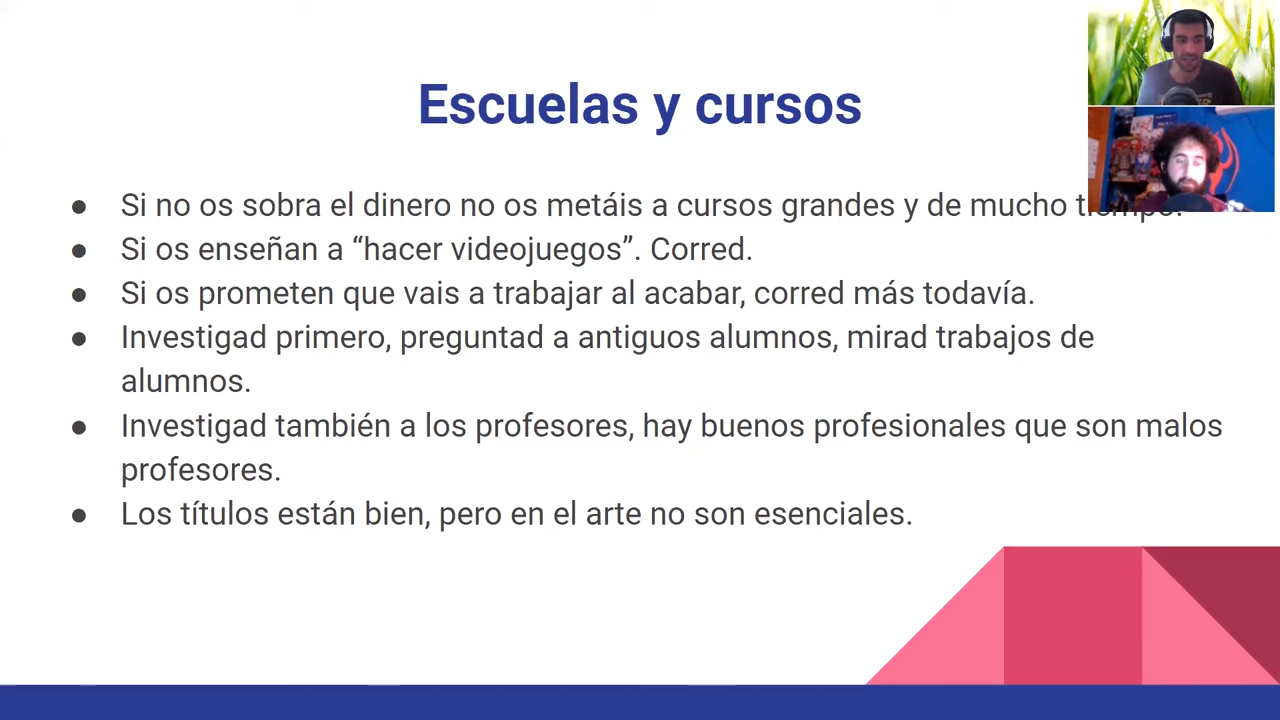 Escuelas y cursos
● Si no os sobra el dinero no os metáis a cursos grandes y de mucho tiempo.
● Si os enseñan a “hacer videojuegos”. Corred.
● Si os prometen que vais a trabajar al acabar, corred más todavía.
● Investigad primero, preguntad a antiguos alumnos, mirad trabajos de
alumnos.
● Investigad también a los profesores, hay buenos profesionales que son malos
profesores.
● Los títulos están bien, pero en el arte no son esenciales.